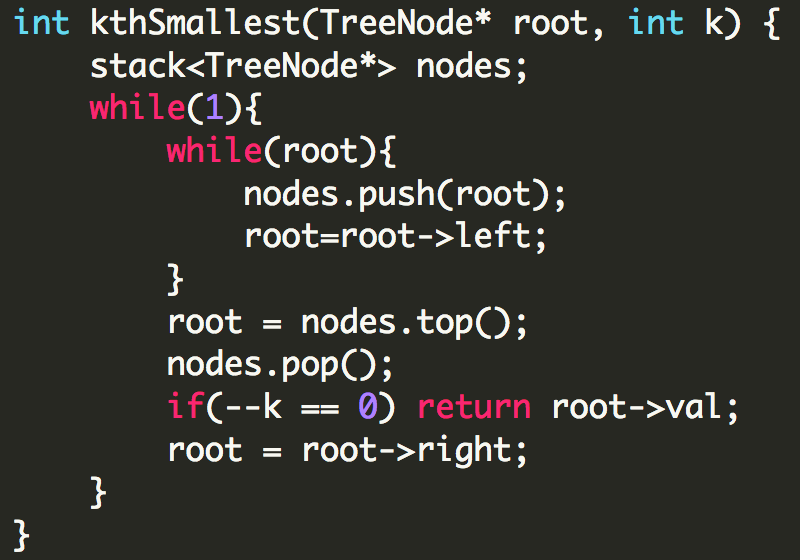 int kthSmallest(TreeNode* root, int k) {
    stack<TreeNode*> nodes;
    while(1){
        while(root){
            nodes.push(root);
            root=root->left;
        }
        root = nodes.top();
        nodes.pop();
        if(--k == 0) return root->val;
        root = root->right;
    }
}